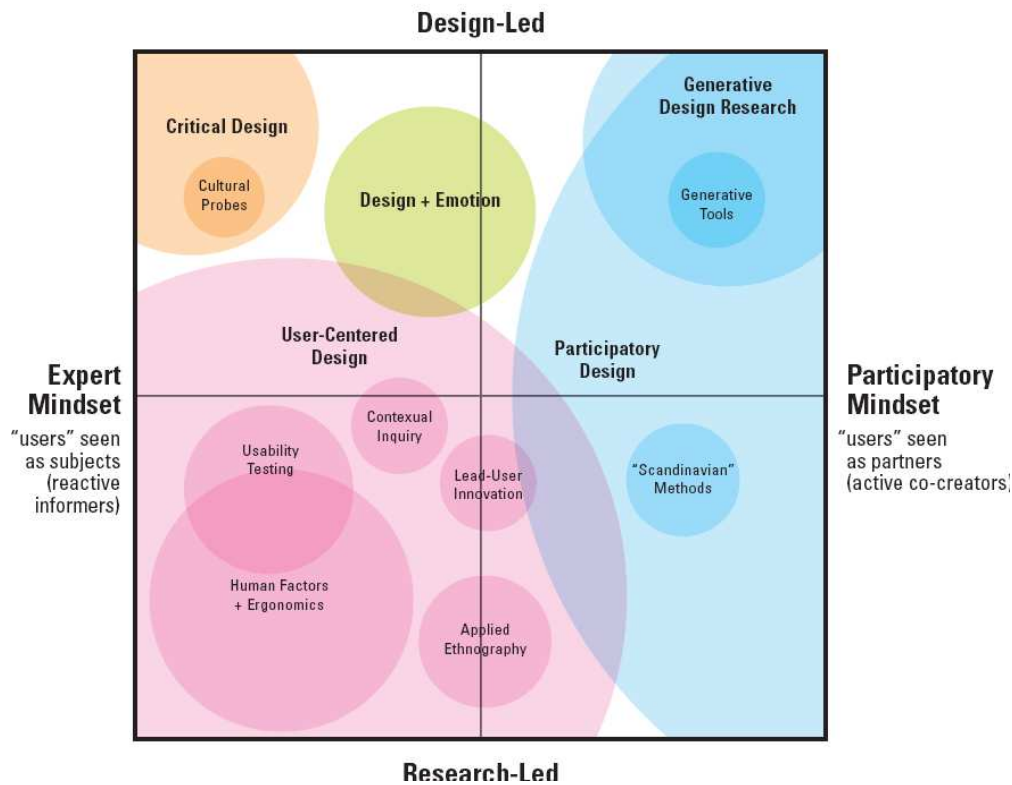 Design-Led
Generative
Design Research
Critical Design
Cultural
Probes
Design + Emotion
Generative
Tools
User-Centered
Design
Participatory
Design
Expert
Mindset
“users” seen
as subjects
(reactive
informers)
Participatory
Mindset
“users” seen
as partners
(active co-creators)
Contexual
Inquiry
Usability
Testing
Lead-User
Innovation
“Scandinavian”
Methods
Human Factors
+ Ergonomics
Applied
Ethnography
Research-Led